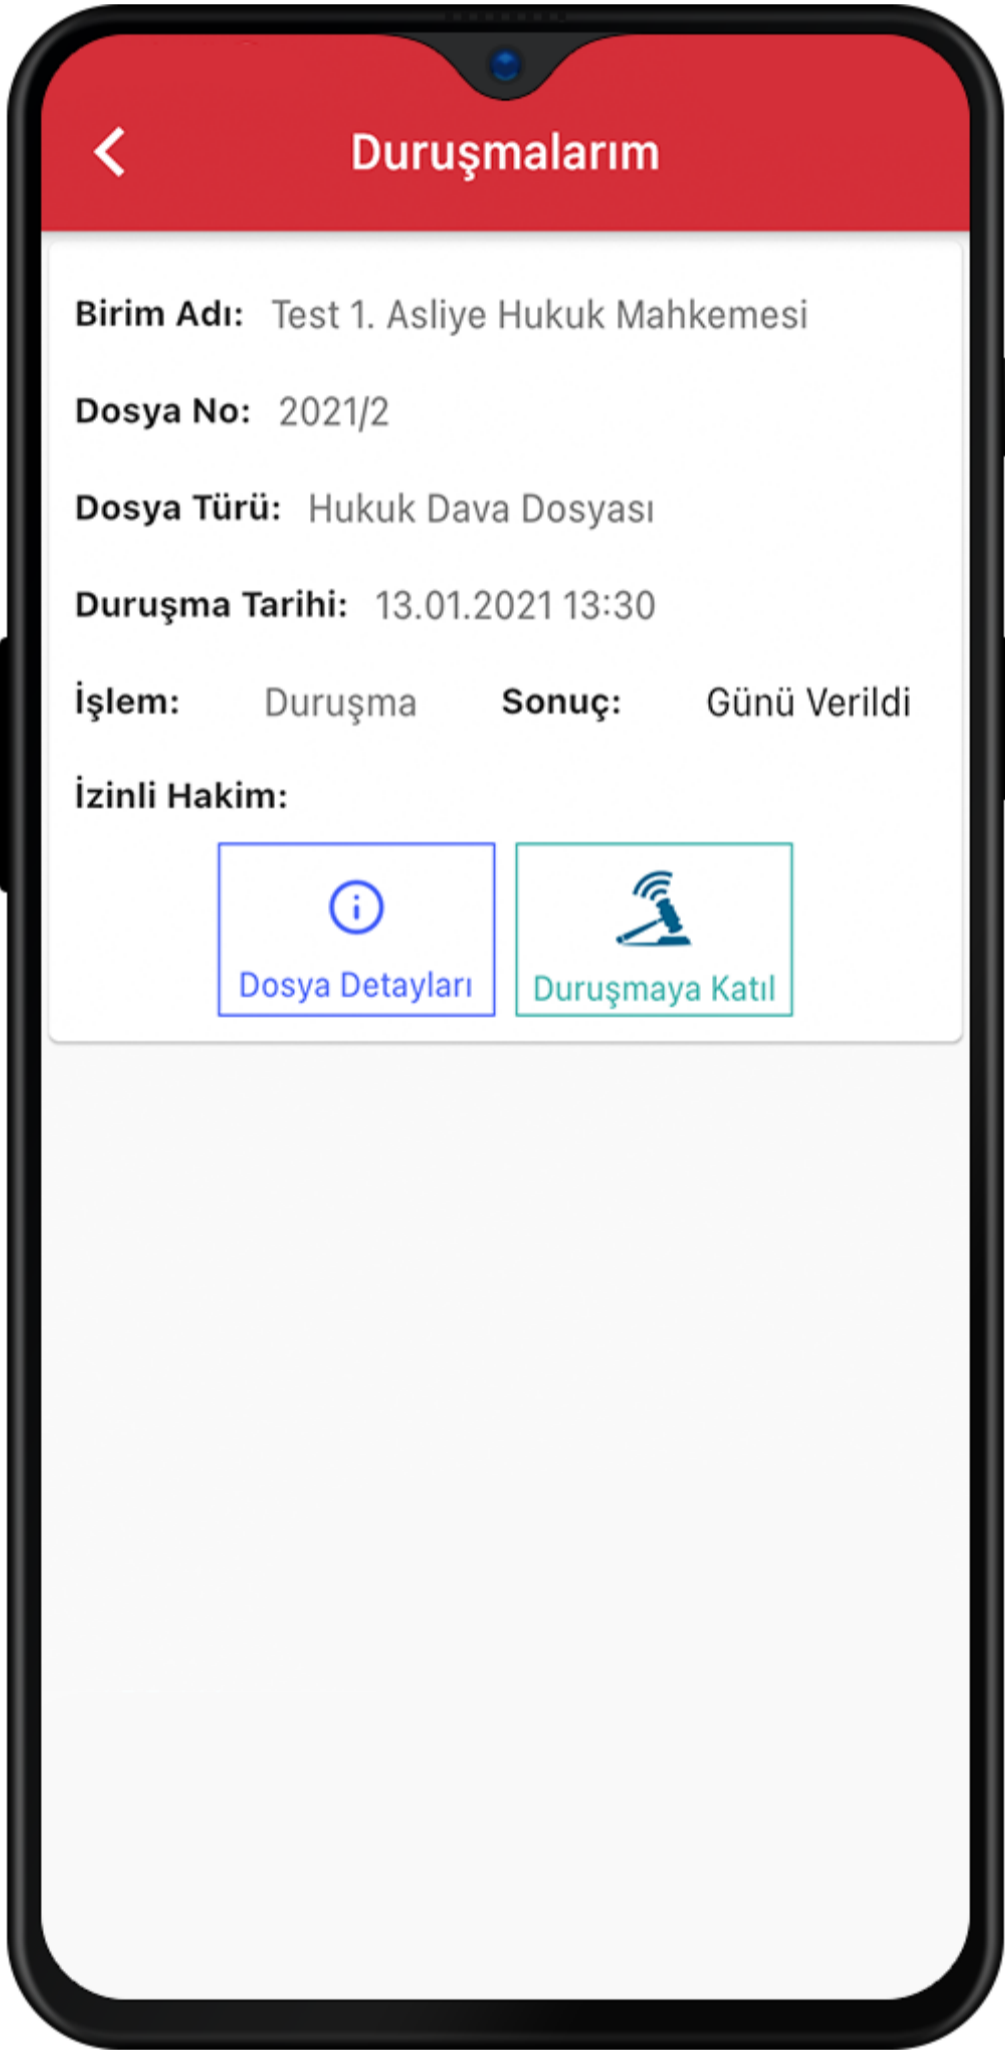 Duruşmalarım
Birim Adı: Test 1. Asliye Hukuk Mahkemesi
Dosya No: 2021/2
Dosya Türü: Hukuk Dava Dosyası
Duruşma Tarihi: 13.01.2021 13:30
İşlem: Duruşma Sonuç: Günü Verildi
İzinli Hakim:
Dosya Detayları Duruşmaya Katıl